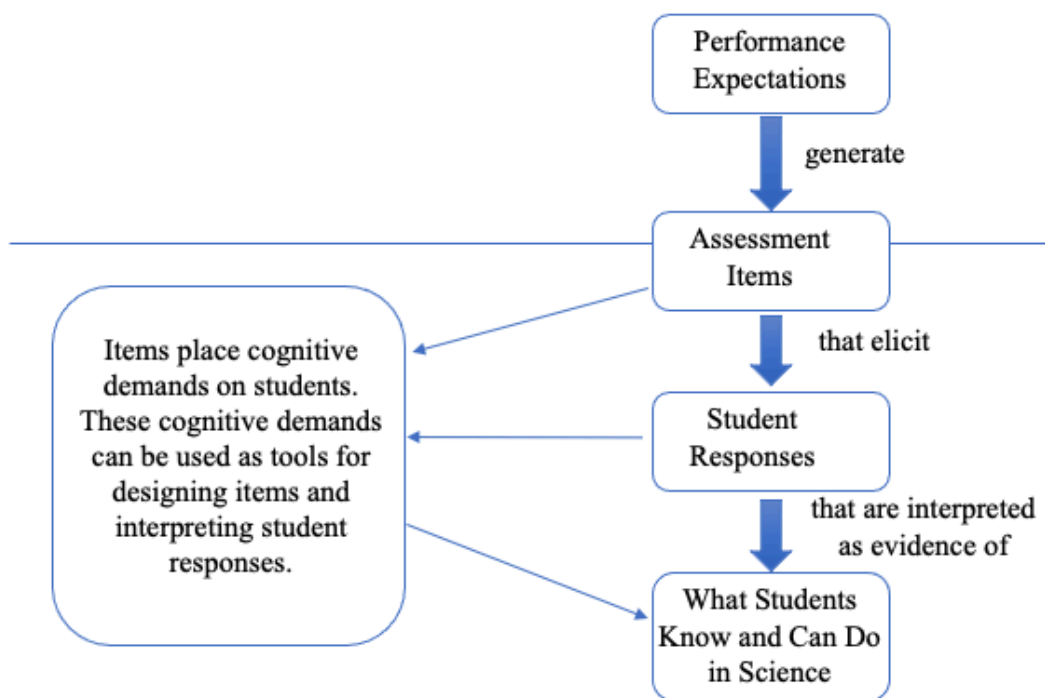 Performance
Expectations
generate
Assessment
Items
that elicit
Items place cognitive
demands on students.
These cognitive demands
can be used as tools for
designing items and
interpreting student
responses.
Student
Responses
that are interpreted
as evidence of
What Students
Know and Can Do
in Science